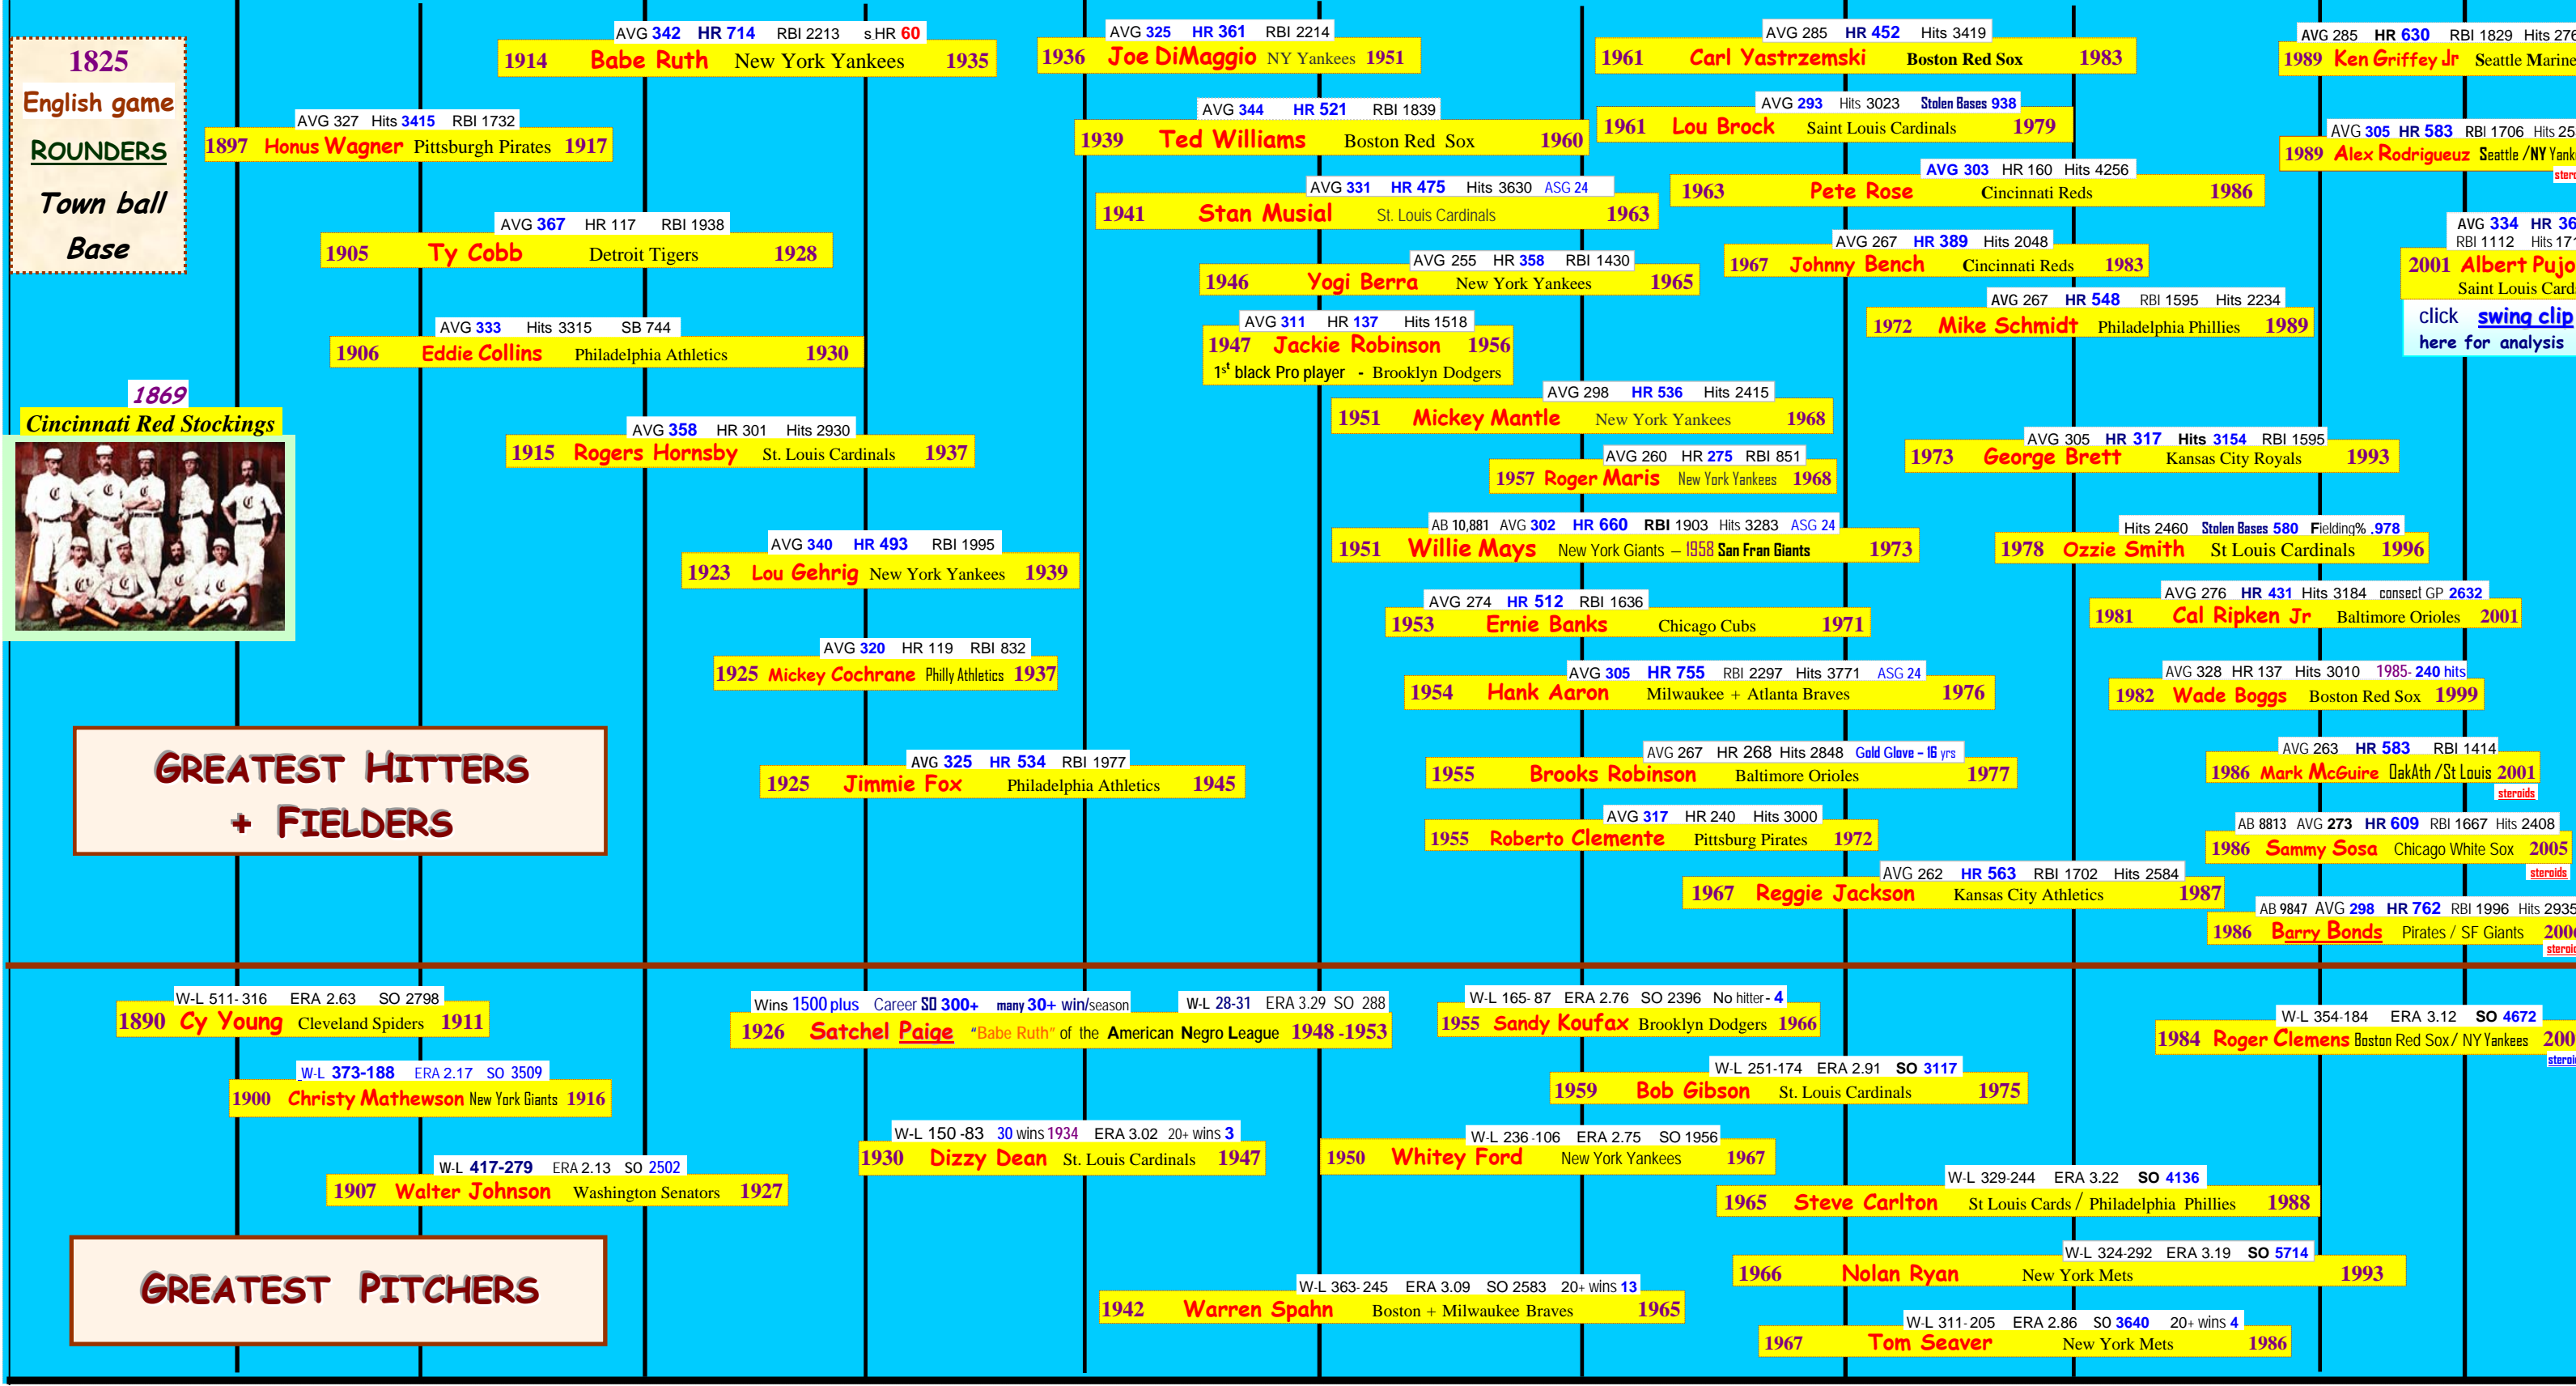 1825
English game
ROUNDERS
Town ball
Base
1869
Cincinnati Red Stockings
GREATEST HITTERS
+ FIELDERS
AVG 342 HR 714 RBI 2213 s HR 60
1914 Babe Ruth New York Yankees 1935
AVG 327 Hits 3415 RBI 1732
1897 Honus Wagner Pittsburgh Pirates 1917
AVG 367 HR 117 RBI 1938
1905 Ty Cobb Detroit Tigers 1928
AVG 333 Hits 3315 SB 744
1906 Eddie Collins Philadelphia Athletics 1930
AVG 358 HR 301 Hits 2930
1915 Rogers Hornsby St. Louis Cardinals 1937
AVG 340 HR 493 RBI 1995
1923 Lou Gehrig New York Yankees 1939
AVG 320 HR 119 RBI 832
1925 Mickey Cochrane Philly Athletics 1937
AVG 325 HR 534 RBI 1977
1925 Jimmie Fox Philadelphia Athletics 1945
AVG 325 HR 361 RBI 2214
1936 Joe DiMaggio NY Yankees 1951
AVG 344 HR 521 RBI 1839
1939 Ted Williams Boston Red Sox 1960
AVG 331 HR 475 Hits 3630 ASG 24
1941 Stan Musial St. Louis Cardinals 1963
AVG 255 HR 358 RBI 1430
1946 Yogi Berra New York Yankees 1965
AVG 311 HR 137 Hits 1518
1947 Jackie Robinson 1956
1st black Pro player - Brooklyn Dodgers
AVG 298 HR 536 Hits 2415
1951 Mickey Mantle New York Yankees 1968
AVG 260 HR 275 RBI 851
1957 Roger Maris New York Yankees 1968
AB 10,881 AVG 302 HR 660 RBI 1903 Hits 3283 ASG 24
1951 Willie Mays New York Giants – 1958 San Fran Giants 1973
AVG 274 HR 512 RBI 1636
1953 Ernie Banks Chicago Cubs 1971
AVG 305 HR 755 RBI 2297 Hits 3771 ASG 24
1954 Hank Aaron Milwaukee + Atlanta Braves 1976
AVG 267 HR 268 Hits 2848 Gold Glove – 16 yrs
1955 Brooks Robinson Baltimore Orioles 1977
AVG 317 HR 240 Hits 3000
1955 Roberto Clemente Pittsburg Pirates 1972
AVG 262 HR 563 RBI 1702 Hits 2584
1967 Reggie Jackson Kansas City Athletics 1987
AVG 285 HR 452 Hits 3419
1961 Carl Yastrzemski Boston Red Sox 1983
AVG 293 Hits 3023 Stolen Bases 938
1961 Lou Brock Saint Louis Cardinals 1979
AVG 303 HR 160 Hits 4256
1963 Pete Rose Cincinnati Reds 1986
AVG 267 HR 389 Hits 2048
1967 Johnny Bench Cincinnati Reds 1983
AVG 267 HR 548 RBI 1595 Hits 2234
1972 Mike Schmidt Philadelphia Phillies 1989
AVG 305 HR 317 Hits 3154 RBI 1595
1973 George Brett Kansas City Royals 1993
Hits 2460 Stolen Bases 580 Fielding% .978
1978 Ozzie Smith St Louis Cardinals 1996
AVG 276 HR 431 Hits 3184 consect GP 2632
1981 Cal Ripken Jr Baltimore Orioles 2001
AVG 328 HR 137 Hits 3010 1985- 240 hits
1982 Wade Boggs Boston Red Sox 1999
AVG 263 HR 583 RBI 1414
1986 Mark McGuire OakAth /St Louis 2001
steroids
AB 8813 AVG 273 HR 609 RBI 1667 Hits 2408
1986 Sammy Sosa Chicago White Sox 2005
steroids
AB 9847 AVG 298 HR 762 RBI 1996 Hits 2935
1986 Barry Bonds Pirates / SF Giants 200
steroi
AVG 285 HR 630 RBI 1829 Hits 276
1989 Ken Griffey Jr Seattle Marine
AVG 305 HR 583 RBI 1706 Hits 25
1989 Alex Rodrigueuz Seattle /NY Yank
stero
AVG 334 HR 36
RBI 1112 Hits 171
2001 Albert Pujo
Saint Louis Card
click swing clip
here for analysis
GREATEST PITCHERS
W-L 511-316 ERA 2.63 SO 2798
1890 Cy Young Cleveland Spiders 1911
W-L 373-188 ERA 2.17 SO 3509
1900 Christy Mathewson New York Giants 1916
W-L 417-279 ERA 2.13 SO 2502
1907 Walter Johnson Washington Senators 1927
Wins 1500 plus Career SO 300+ many 30+ win/season W-L 28-31 ERA 3.29 SO 288
1926 Satchel Paige "Babe Ruth" of the American Negro League 1948 -1953
W-L 150 -83 30 wins 1934 ERA 3.02 20+ wins 3
1930 Dizzy Dean St. Louis Cardinals 1947
W-L 363-245 ERA 3.09 SO 2583 20+ wins 13
1942 Warren Spahn Boston + Milwaukee Braves 1965
W-L 165- 87 ERA 2.76 SO 2396 No hitter- 4
1955 Sandy Koufax Brooklyn Dodgers 1966
W-L 251-174 ERA 2.91 SO 3117
1959 Bob Gibson St. Louis Cardinals 1975
W-L 236-106 ERA 2.75 SO 1956
1950 Whitey Ford New York Yankees 1967
W-L 329-244 ERA 3.22 SO 4136
1965 Steve Carlton St Louis Cards / Philadelphia Phillies 1988
W-L 324-292 ERA 3.19 SO 5714
1966 Nolan Ryan New York Mets 1993
W-L 311-205 ERA 2.86 SO 3640 20+ wins 4
1967 Tom Seaver New York Mets 1986
W-L 354-184 ERA 3.12 SO 4672
1984 Roger Clemens Boston Red Sox/ NY Yankees 200
steroi